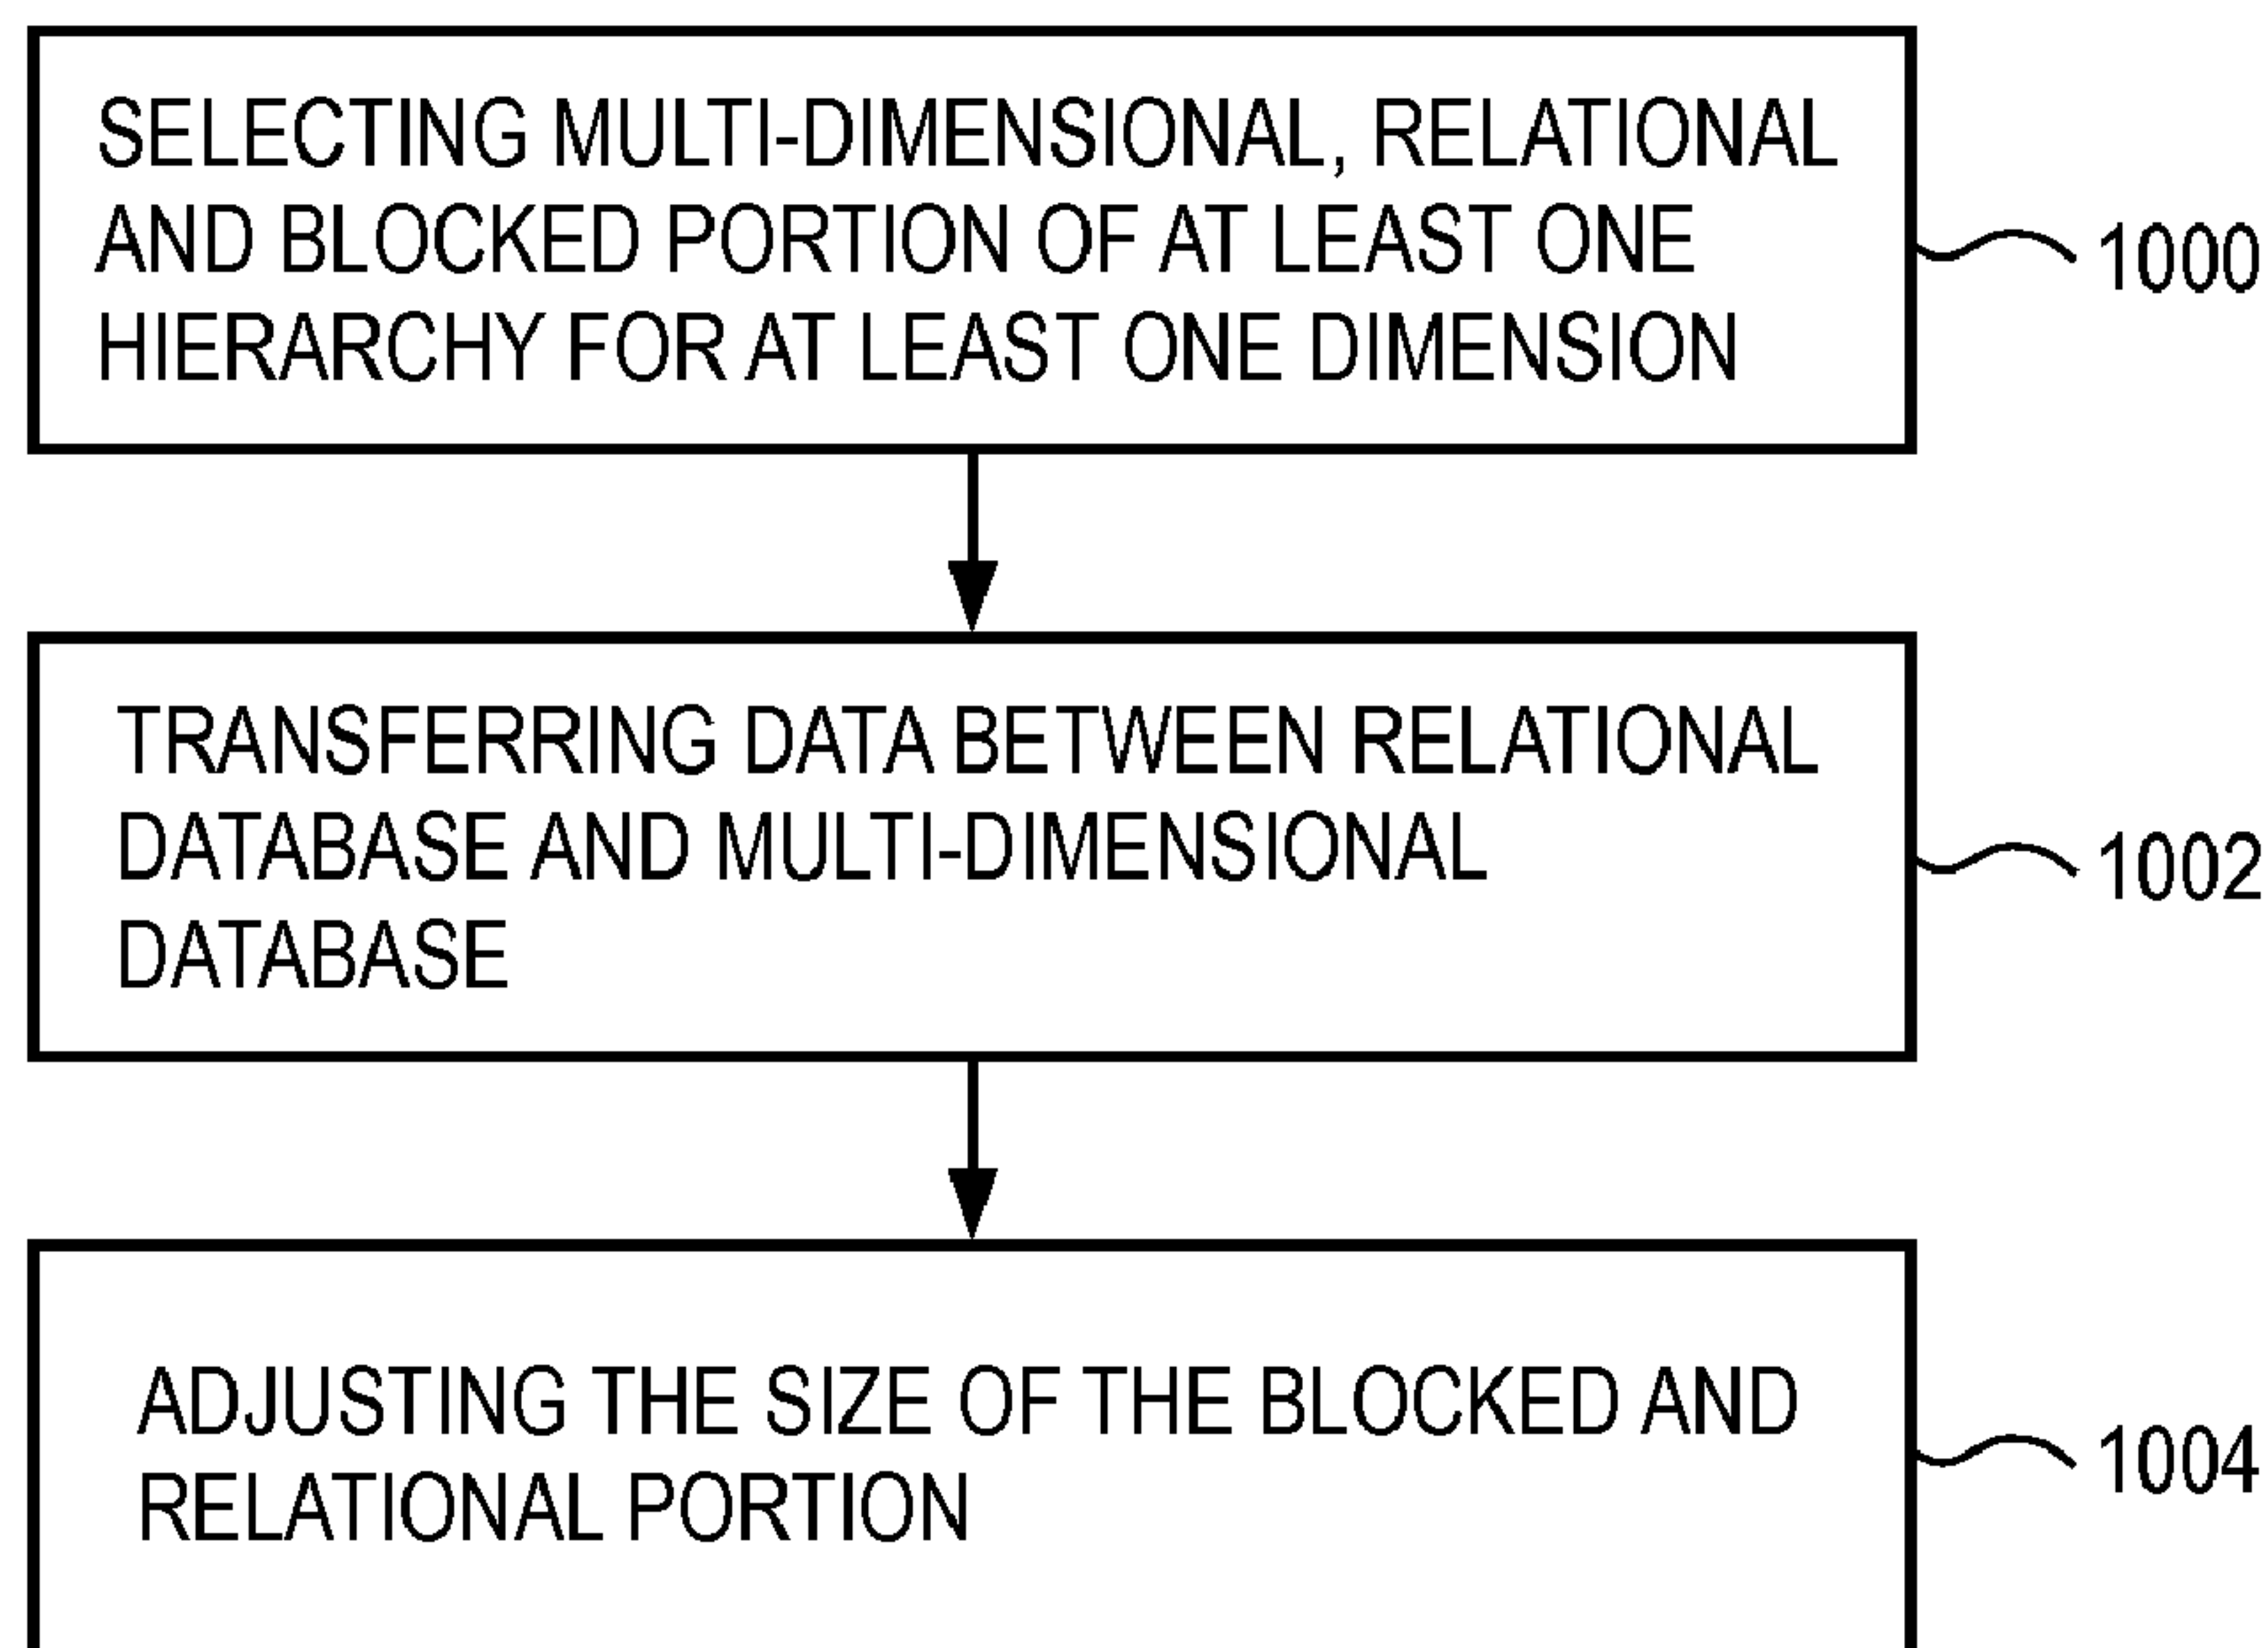 SELECTING MULTI-DIMENSIONAL, RELATIONAL
AND BLOCKED PORTION OF AT LEAST ONE
HIERARCHY FOR AT LEAST ONE DIMENSION
1000
TRANSFERRING DATA BETWEEN RELATIONAL
DATABASE AND MULTI-DIMENSIONAL
DATABASE
1002
ADJUSTING THE SIZE OF THE BLOCKED AND
RELATIONAL PORTION
1004